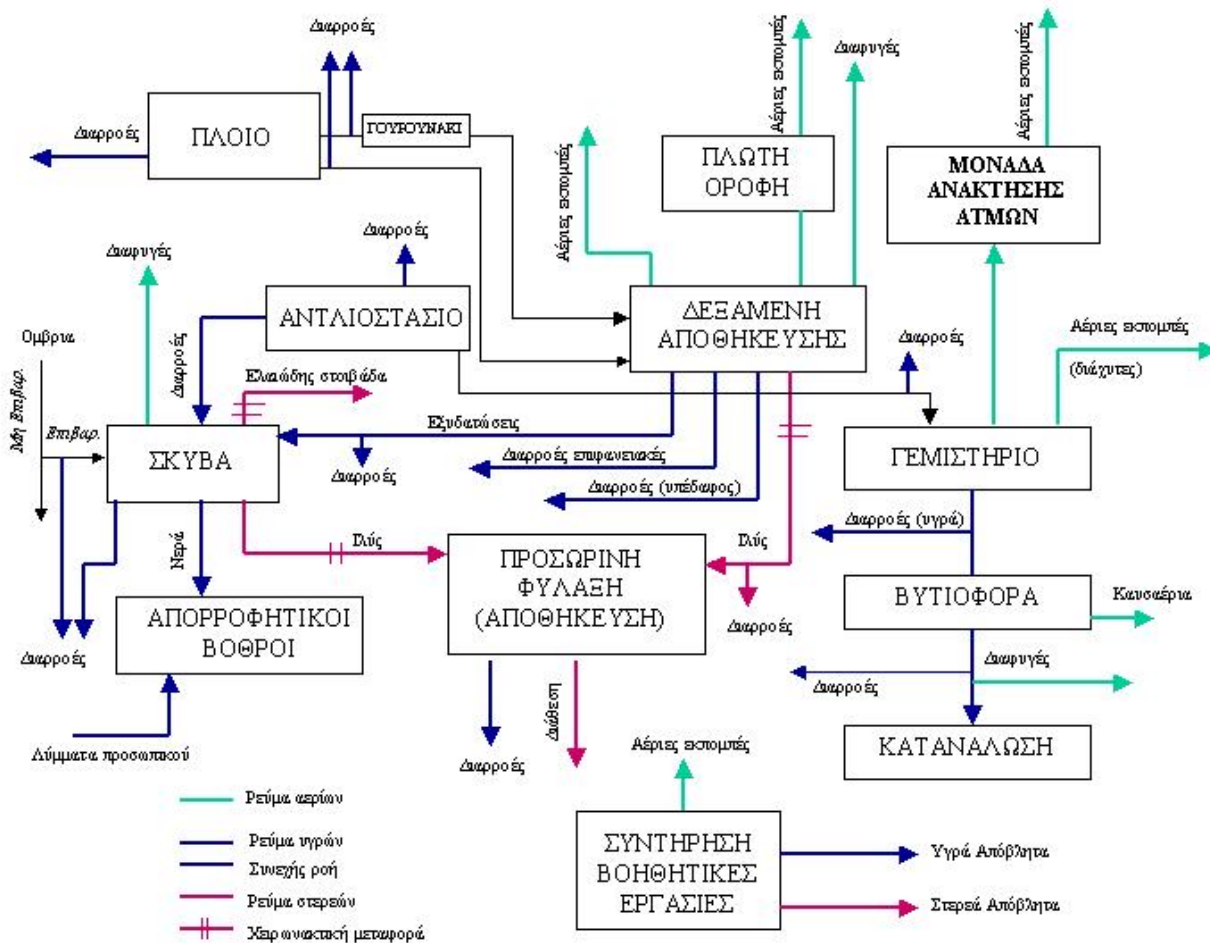 Διαρροές
Αέριες εκπομπές
Διαφυγές
Αέριες εκπομπές
ΠΛΟΙΟ
ΓΟΥΡΟΥΝΑΚΙ
Διαρροές
Αέριες εκπομπές
ΠΛΩΤΗ
ΟΡΟΦΗ
ΜΟΝΑΔΑ
ΑΝΑΚΤΗΣΗΣ
ΑΤΜΩΝ
Διαρροές
Διαφυγές
ΑΝΤΛΙΟΣΤΑΣΙΟ
ΔΕΞΑΜΕΝΗ
ΑΠΟΘΗΚΕΥΣΗΣ
Διαρροές
Αέριες εκπομπές
(διάχυτες)
Ομβρια
Διαρροές
Ελαιώδης στοιβάδα
Μη Επιβαρ.
Επιβαρ.
Εξυδατώσεις
ΣΚΥΒΑ
Διαρροές
Διαρροές επιφανειακές
Διαρροές (υπέδαφος)
ΓΕΜΙΣΤΗΡΙΟ
Διαρροές (υγρά)
Νερά
Ιλύς
ΠΡΟΣΩΡΙΝΗ
ΦΥΛΑΞΗ
(ΑΠΟΘΗΚΕΥΣΗ)
Ιλύς
Διαρροές
ΒΥΤΙΟΦΟΡΑ
Καυσαέρια
ΑΠΟΡΡΟΦΗΤΙΚΟΙ
ΒΟΘΡΟΙ
Διαρροές
Διαφυγές
Διαρροές
Λύμματα προσωπικού
Διαρροές
Διάθεση
ΚΑΤΑΝΑΛΩΣΗ
Αέριες εκπομπές
Ρεύμα αερίων
Ρεύμα υγρών
Συνεχής ροή
Ρεύμα στερεών
Χειρωνακτική μεταφορά
ΣΥΝΤΗΡΗΣΗ
ΒΟΗΘΗΤΙΚΕΣ
ΕΡΓΑΣΙΕΣ
Υγρά Απόβλητα
Στερεά Απόβλητα